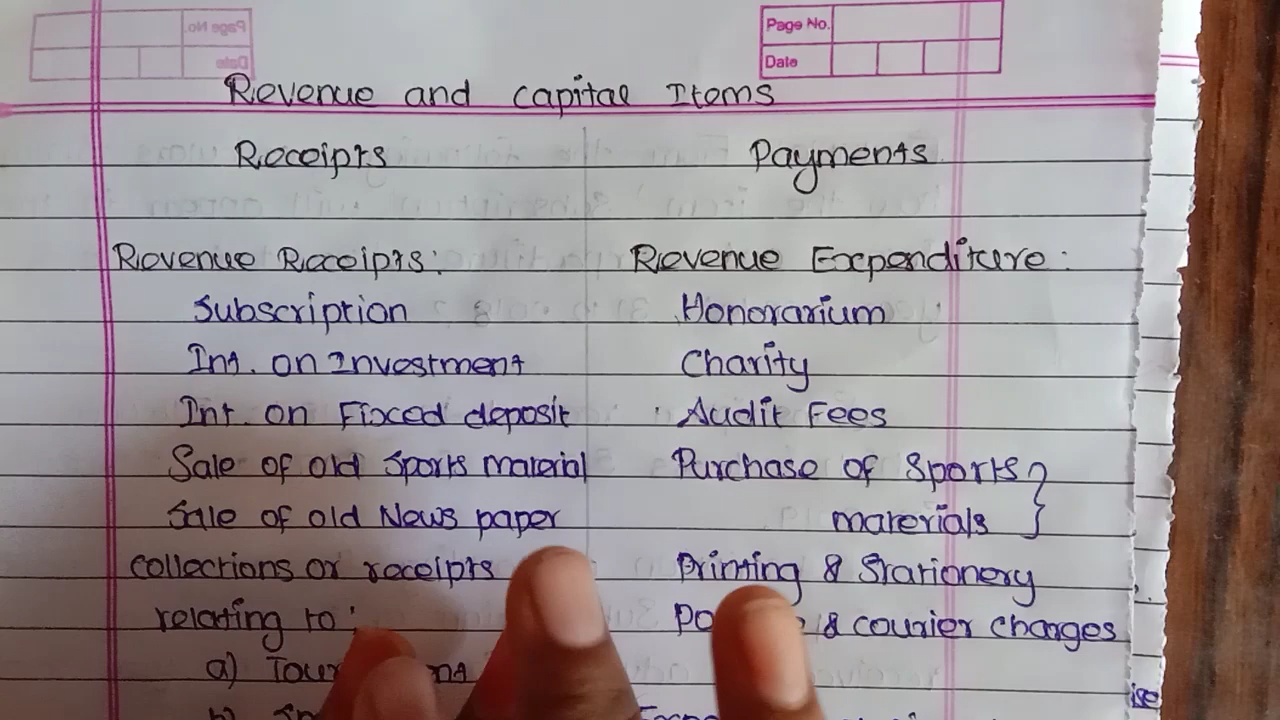 Page No.
Date
Revenue and capital Items
Receipts Payments
Revenue Receipts: Revenue Expenditure:
Subscription Honorarium
Int. on Investment Charity
Int. on Fixed deposit Audit Fees
Sale of old Sports material Purchase of Sports
Sale of old News paper materials
collections or receipts Printing & Stationery
relating to: & courier charges
a)